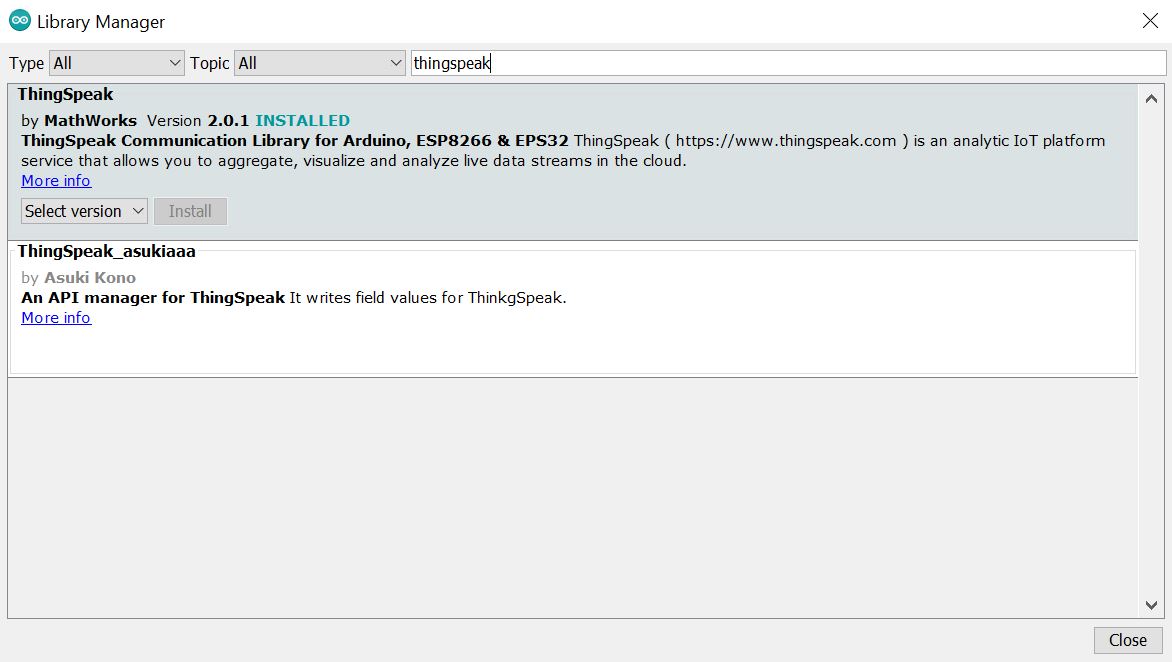 Library Manager
Type All Topic All thingspeak
ThingSpeak
by MathWorks Version 2.0.1 INSTALLED
ThingSpeak Communication Library for Arduino, ESP8266 & EPS32 ThingSpeak ( https://www.thingspeak.com ) is an analytic IoT platform
service that allows you to aggregate, visualize and analyze live data streams in the cloud.
More info
Select version Install
ThingSpeak_asukiaaa
by Asuki Kono
An API manager for ThingSpeak It writes field values for ThinkgSpeak.
More info
Close